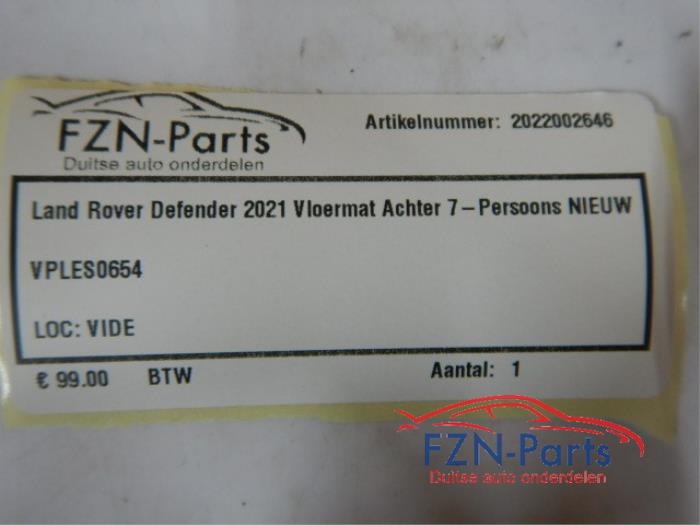 FZN-Parts
Duitse auto onderdelen
Artikelnummer: 2022002646
Land Rover Defender 2021 Vloermat Achter 7-Persoons NIEUW
VPLES0654
LOC: VIDE
€ 99.00 BTW Aantal: 1
FZN-Parts
Duitse auto onderdelen